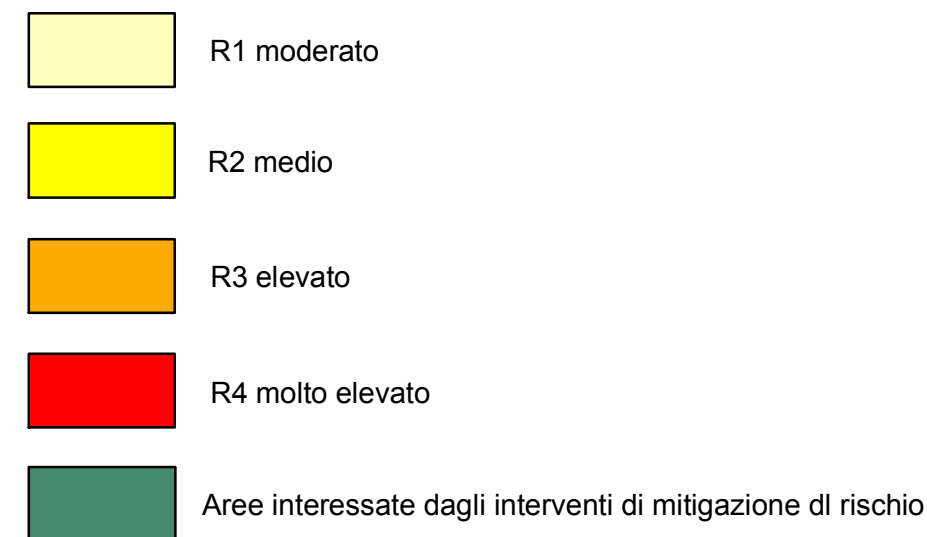 R1 moderato
R2 medio
R3 elevato
R4 molto elevato
Aree interessate dagli interventi di mitigazione dl rischio